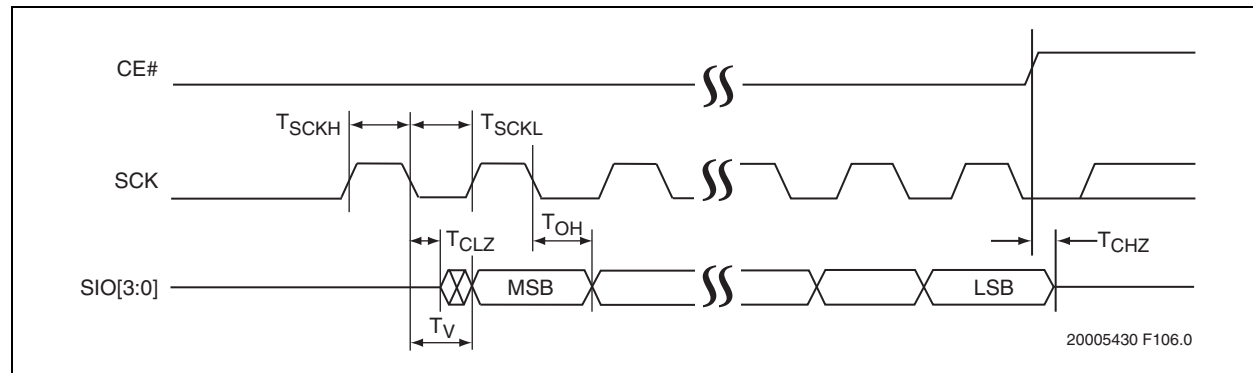 CE#
TSCKH
TSCKL
SCK
TOH
TCLZ
TCHZ
SIO[3:0]
MSB
LSB
TV
20005430 F106.0